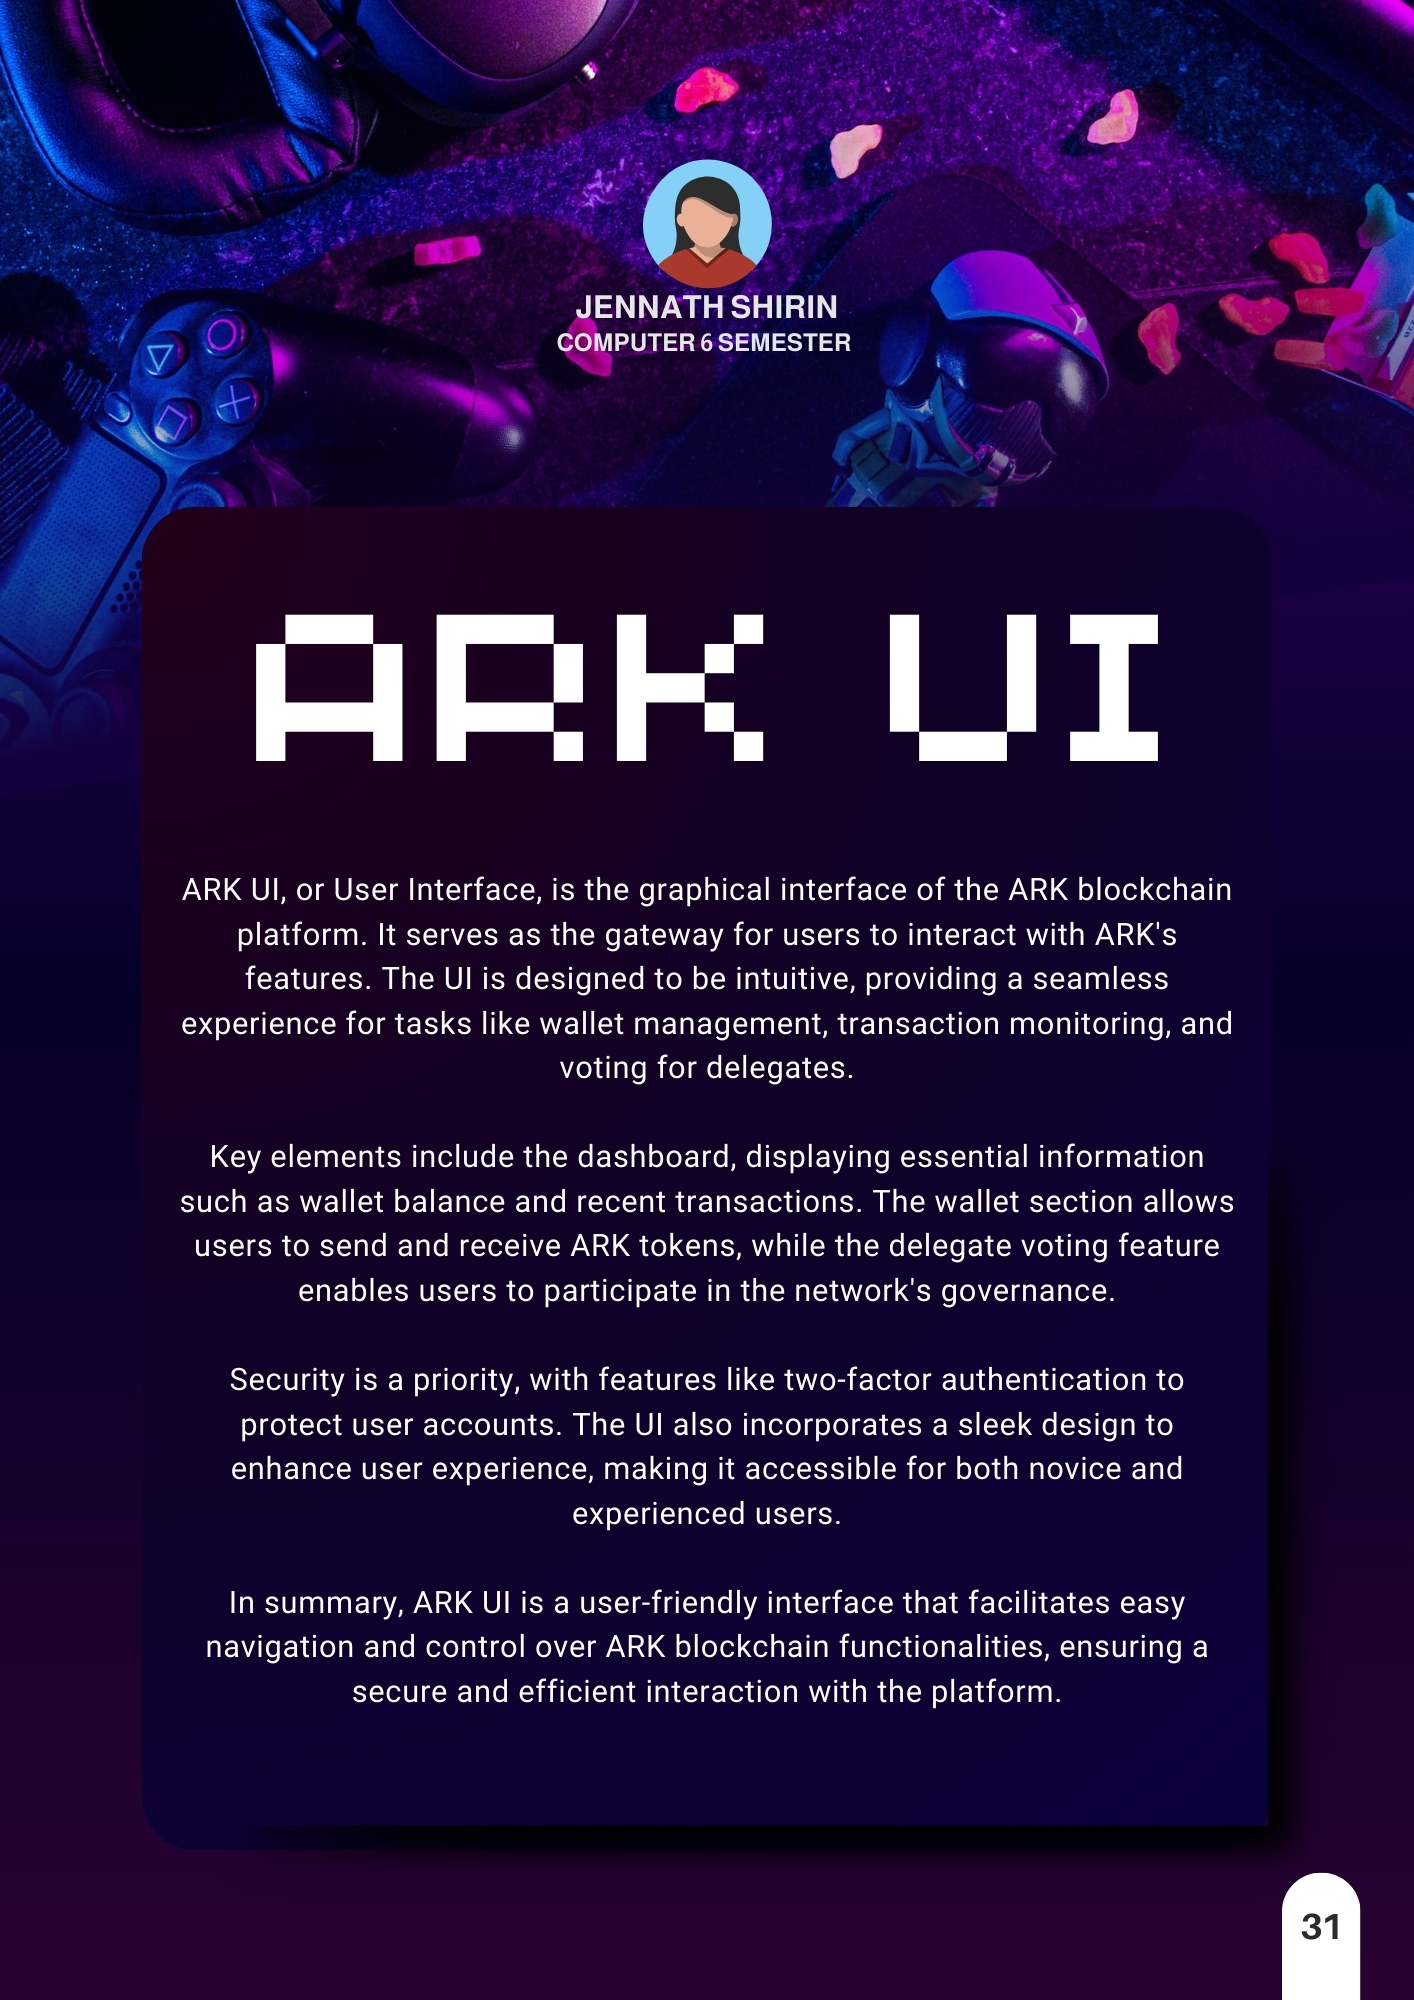 JENNATH SHIRIN
COMPUTER 6 SEMESTER
ARK UI
ARK UI, or User Interface, is the graphical interface of the ARK blockchain
platform. It serves as the gateway for users to interact with ARK's
features. The UI is designed to be intuitive, providing a seamless
experience for tasks like wallet management, transaction monitoring, and
voting for delegates.
Key elements include the dashboard, displaying essential information
such as wallet balance and recent transactions. The wallet section allows
users to send and receive ARK tokens, while the delegate voting feature
enables users to participate in the network's governance.
Security is a priority, with features like two-factor authentication to
protect user accounts. The UI also incorporates a sleek design to
enhance user experience, making it accessible for both novice and
experienced users.
In summary, ARK UI is a user-friendly interface that facilitates easy
navigation and control over ARK blockchain functionalities, ensuring a
secure and efficient interaction with the platform.
31